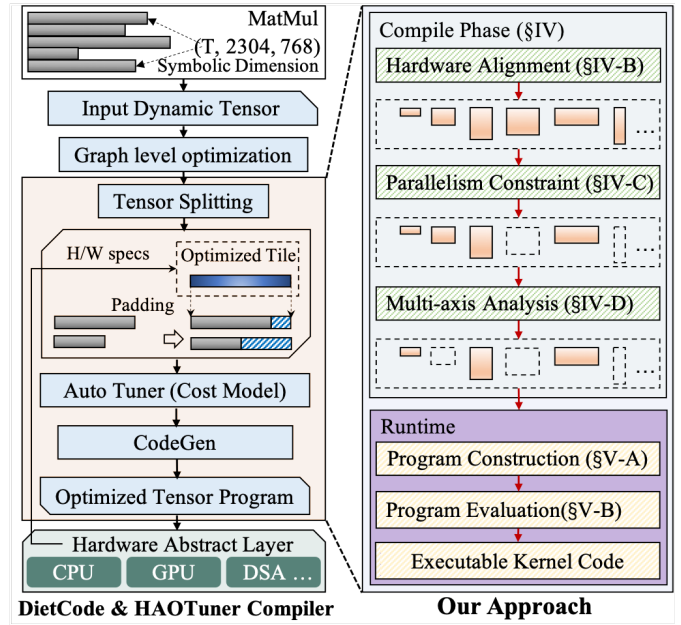 MatMul
(T, 2304, 768)
Symbolic Dimension
Input Dynamic Tensor
Graph level optimization
Tensor Splitting
H/W specs
Optimized Tile
Padding
Auto Tuner (Cost Model)
CodeGen
Optimized Tensor Program
Hardware Abstract Layer
CPU
GPU
DSA ...
DietCode & HAOTuner Compiler
Compile Phase (§IV)
Hardware Alignment (§IV-B)
...
Parallelism Constraint (§IV-C)
...
Multi-axis Analysis (§IV-D)
...
Runtime
Program Construction (§V-A)
Program Evaluation(§V-B)
Executable Kernel Code
Our Approach